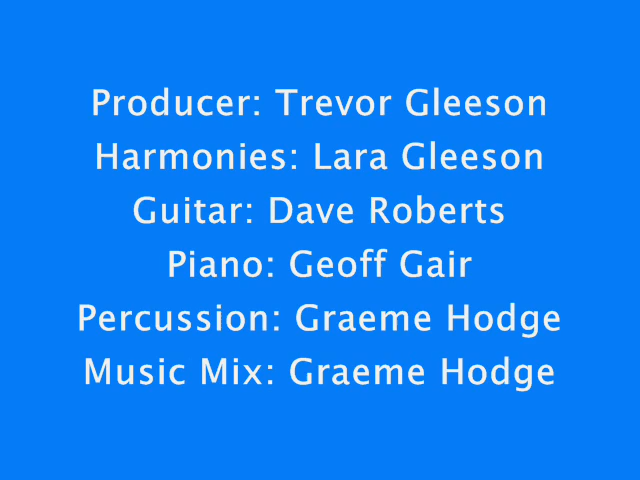 Producer: Trevor Gleeson
Harmonies: Lara Gleeson
Guitar: Dave Roberts
Piano: Geoff Gair
Percussion: Graeme Hodge
Music Mix: Graeme Hodge